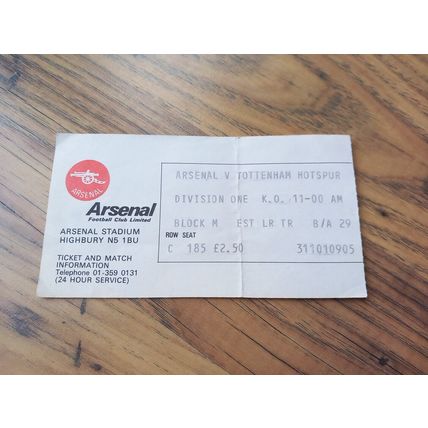 ARSENAL
Arsenal
Football Club Limited
ARSENAL STADIUM
HIGHBURY N5 1BU
TICKET AND MATCH
INFORMATION
Telephone 01-359 0131
(24 HOUR SERVICE)
ARSENAL V TOTTENHAM HOTSPUR
DIVISION ONE K.O. 11-00 AM
BLOCK M EST LR TR B/A 29
ROW SEAT
C 185 £2.50 311010905